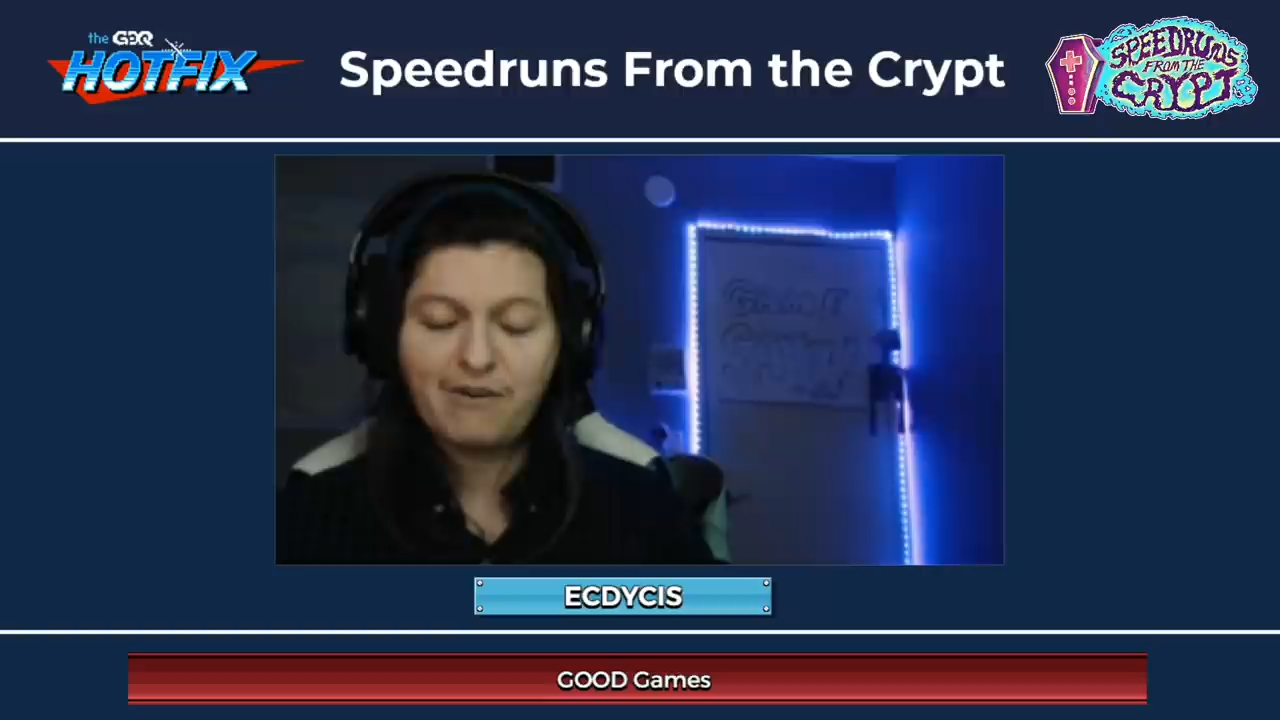 the GDQ
HOTFIX
Speedruns From the Crypt
SPEEDRUNS
FROM THE
CRYPT
ECDYCIS
GOOD Games